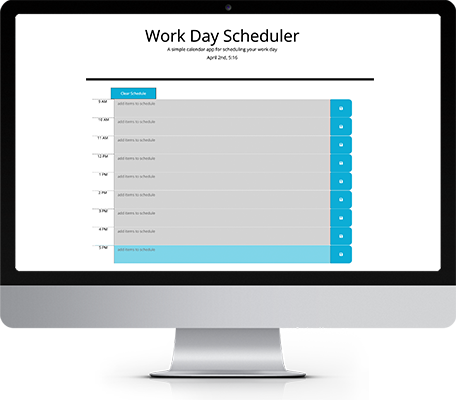 Work Day Scheduler
A simple calendar app for scheduling your work day
April 2nd, 5:16
Clear Schedule
9 AM
add items to schedule
10 AM
add items to schedule
11 AM
add items to schedule
12 PM
add items to schedule
1 PM
add items to schedule
2 PM
add items to schedule
3 PM
add items to schedule
4 PM
add items to schedule
5 PM
add items to schedule